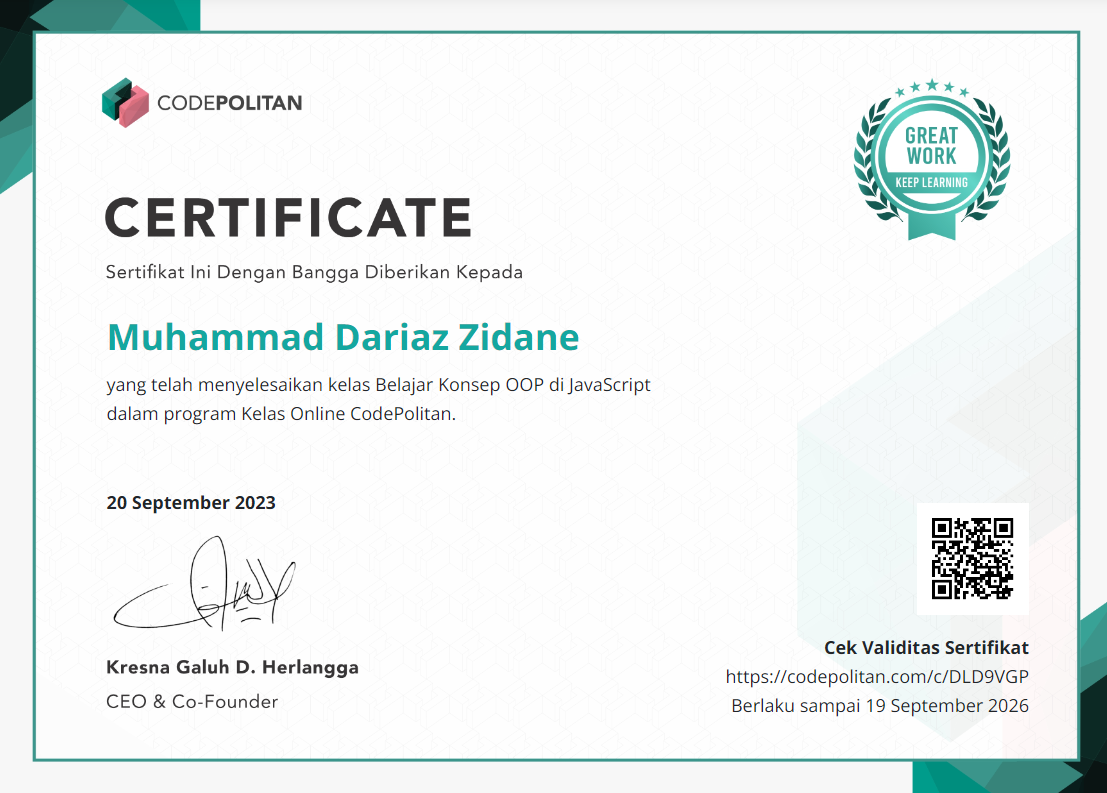 CODEPOLITAN
GREAT
WORK
KEEP LEARNING
CERTIFICATE
Sertifikat Ini Dengan Bangga Diberikan Kepada
Muhammad Dariaz Zidane
yang telah menyelesaikan kelas Belajar Konsep OOP di JavaScript
dalam program Kelas Online CodePolitan.
20 September 2023
Kresna Galuh D. Herlangga
CEO & Co-Founder
Cek Validitas Sertifikat
https://codepolitan.com/c/DLD9VGP
Berlaku sampai 19 September 2026